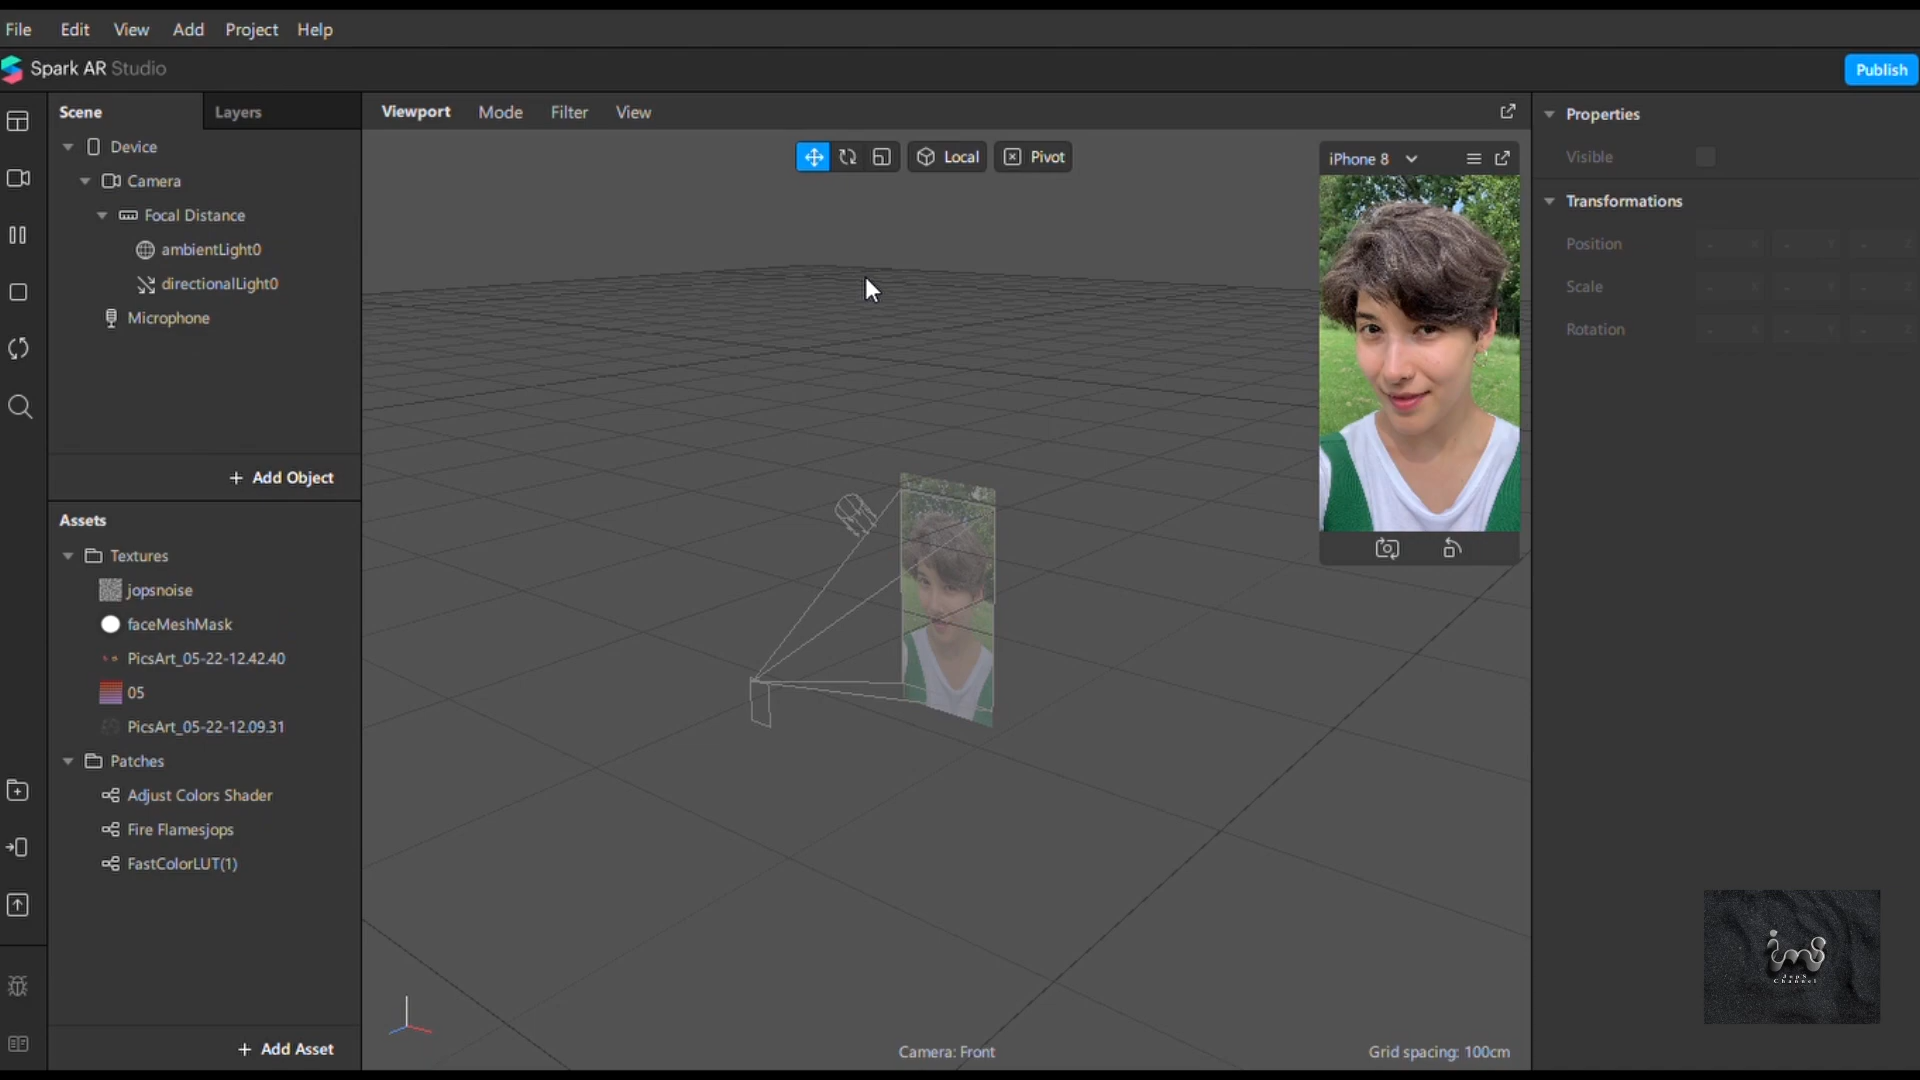 File Edit View Add Project Help
Spark AR Studio
Publish
Scene Layers
Device
Camera
Focal Distance
ambientLight0
directionalLight0
Microphone
+ Add Object
Assets
Textures
jopsnoise
faceMeshMask
PicsArt_05-22-12.42.40
05
PicsArt_05-22-12.09.31
Patches
Adjust Colors Shader
Fire Flamesjops
FastColorLUT(1)
+ Add Asset
Viewport Mode Filter View
Local Pivot
iPhone 8
Camera: Front
Grid spacing: 100cm
Properties
Visible
Transformations
Position - X - Y - Z
Scale - X - Y - Z
Rotation - X - Y - Z
JopS
Channel